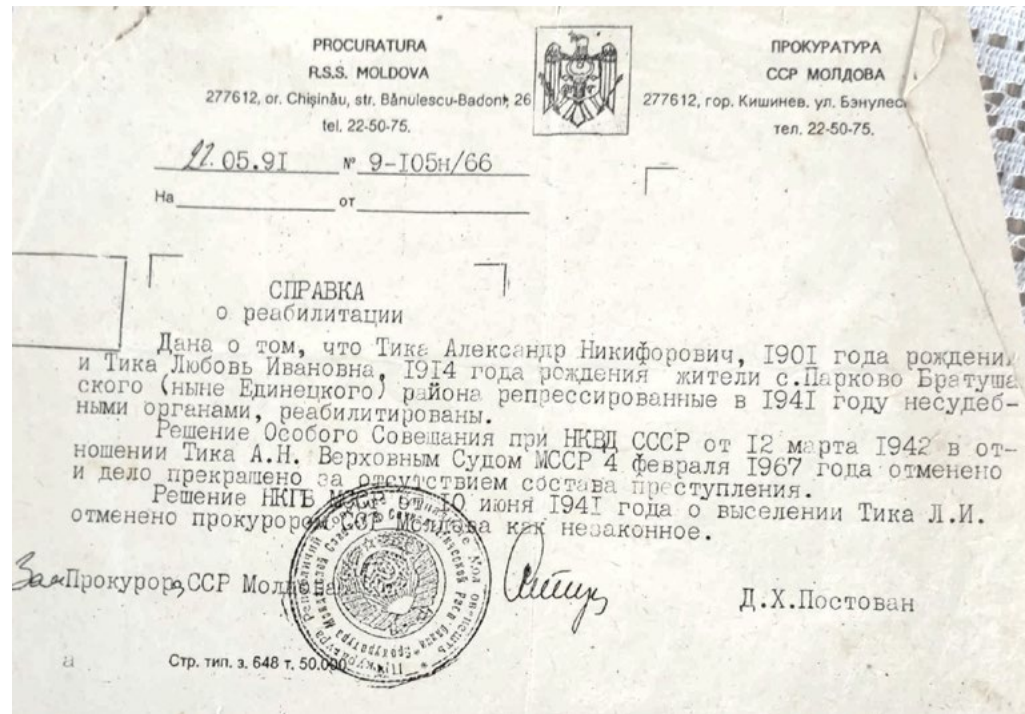 PROCURATURA
R.S.S. MOLDOVA
277612, or. Chişinău, str. Bănulescu-Badoni, 26
tel. 22-50-75.
ПРОКУРАТУРА
ССР МОЛДОВА
277612, гор. Кишинев. ул.
тел. 22-50-75.
22.05.91 № 9-105н/66
На от
СПРАВКА
о реабилитации
Дана о том, что Тика Александр Никифорович, 1901 года рождения
и Тика Любовь Ивановна, 1914 года рождения жители с.Парково Братуша
ского (ныне Единецкого) района репрессированные в 1941 году несудеб-
ными органами, реабилитированы.
Решение Особого Совещания при НКВД СССР от 12 марта 1942 в от-
ношении Тика А.Н. Верховным Судом МССР 4 февраля 1967 года отменено
и дело прекращено за отсутствием состава преступления.
Решение НКГБ МССР от 10 июня 1941 года о выселении Тика Л.И.
отменено прокурором ССР Молдова как незаконное.
Зам Прокурора ССР Молдова
Д.Х.Постован
а
Стр. тип. з. 648 т. 50.000